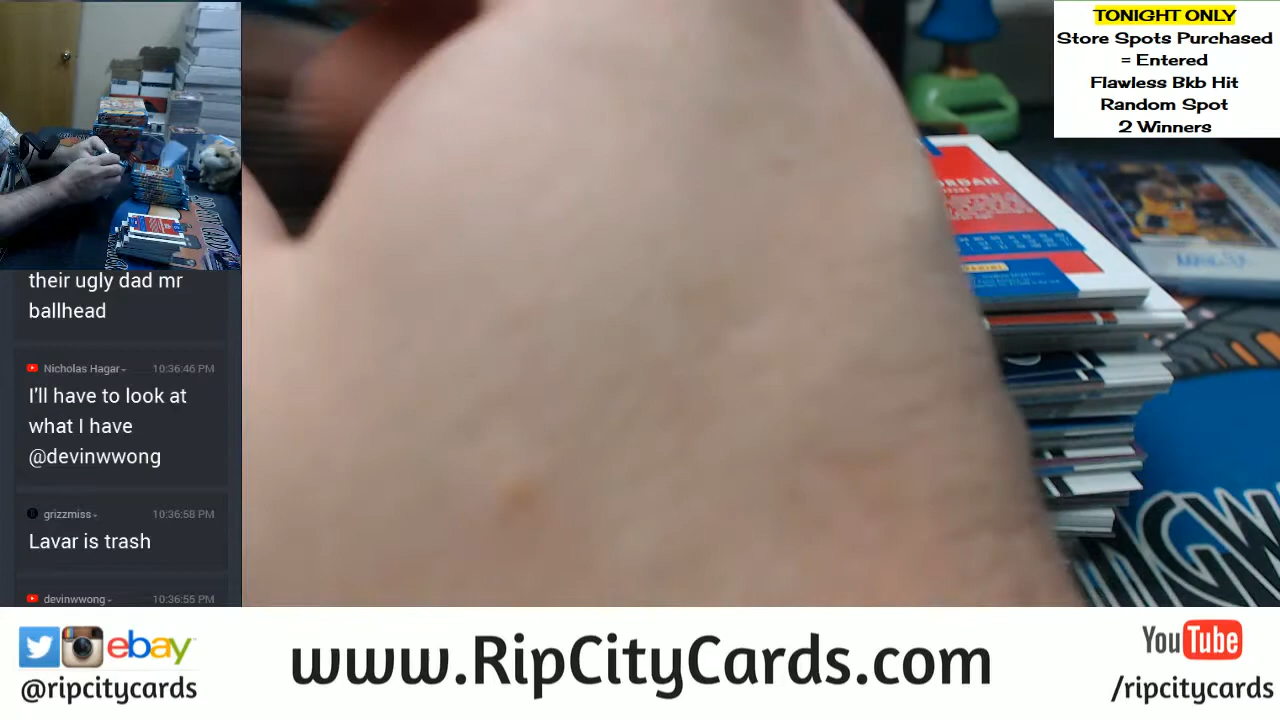 TONIGHT ONLY
Store Spots Purchased
= Entered
Flawless Bkb Hit
Random Spot
2 Winners
their ugly dad mr
ballhead
Nicholas Hagar
10:36:46 PM
I'll have to look at
what I have
@devinwwong
grizzmiss
10:36:58 PM
Lavar is trash
devinwwong
10:36:55 PM
ebay
@ripcitycards
www.RipCityCards.com
YouTube
/ripcitycards